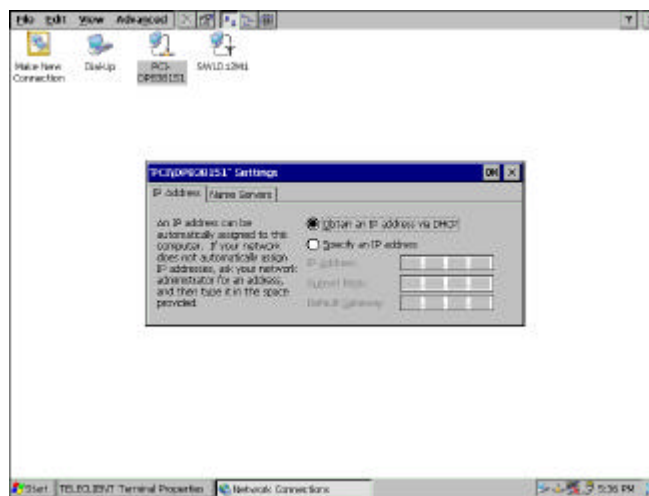 File Edit View Advanced
Make New
Connection
Dial-Up
PCI-
DP838151
SWLD12M1
'PCI\DP838151' Settings OK
IP Address Name Servers
An IP address can be
automatically assigned to this
computer. If your network
does not automatically assign
IP addresses, ask your network
administrator for an address,
and then type it in the space
provided.
Obtain an IP address via DHCP
Specify an IP address
IP Address:
Subnet Mask:
Default Gateway:
Start TELECLIENT Terminal Properties Network Connections 5:36 PM